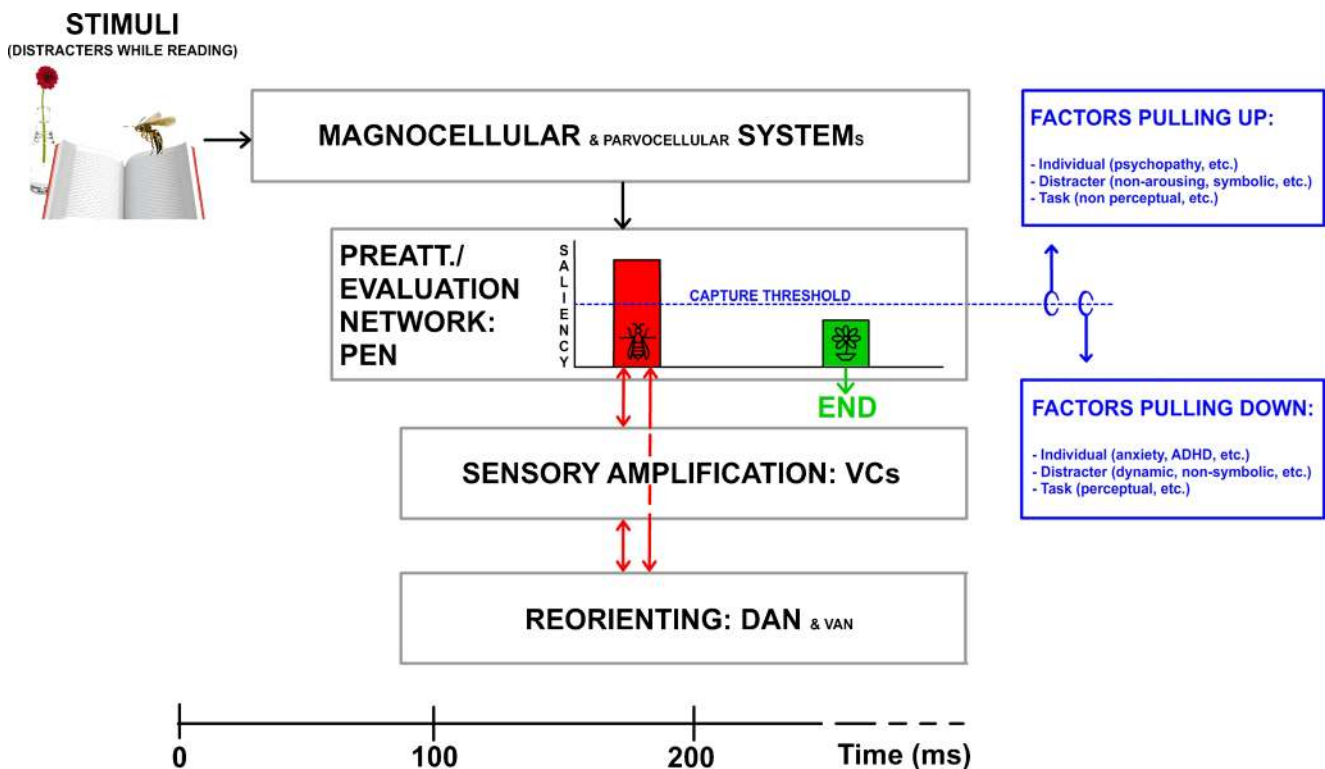 STIMULI
(DISTRACTERS WHILE READING)
MAGNOCELLULAR & PARVOCELLULAR SYSTEMS
PREATT./
EVALUATION
NETWORK:
PEN
SALIENCY
CAPTURE THRESHOLD
END
SENSORY AMPLIFICATION: VCs
REORIENTING: DAN & VAN
FACTORS PULLING UP:
- Individual (psychopathy, etc.)
- Distracter (non-arousing, symbolic, etc.)
- Task (non perceptual, etc.)
FACTORS PULLING DOWN:
- Individual (anxiety, ADHD, etc.)
- Distracter (dynamic, non-symbolic, etc.)
- Task (perceptual, etc.)
0 100 200 Time (ms)